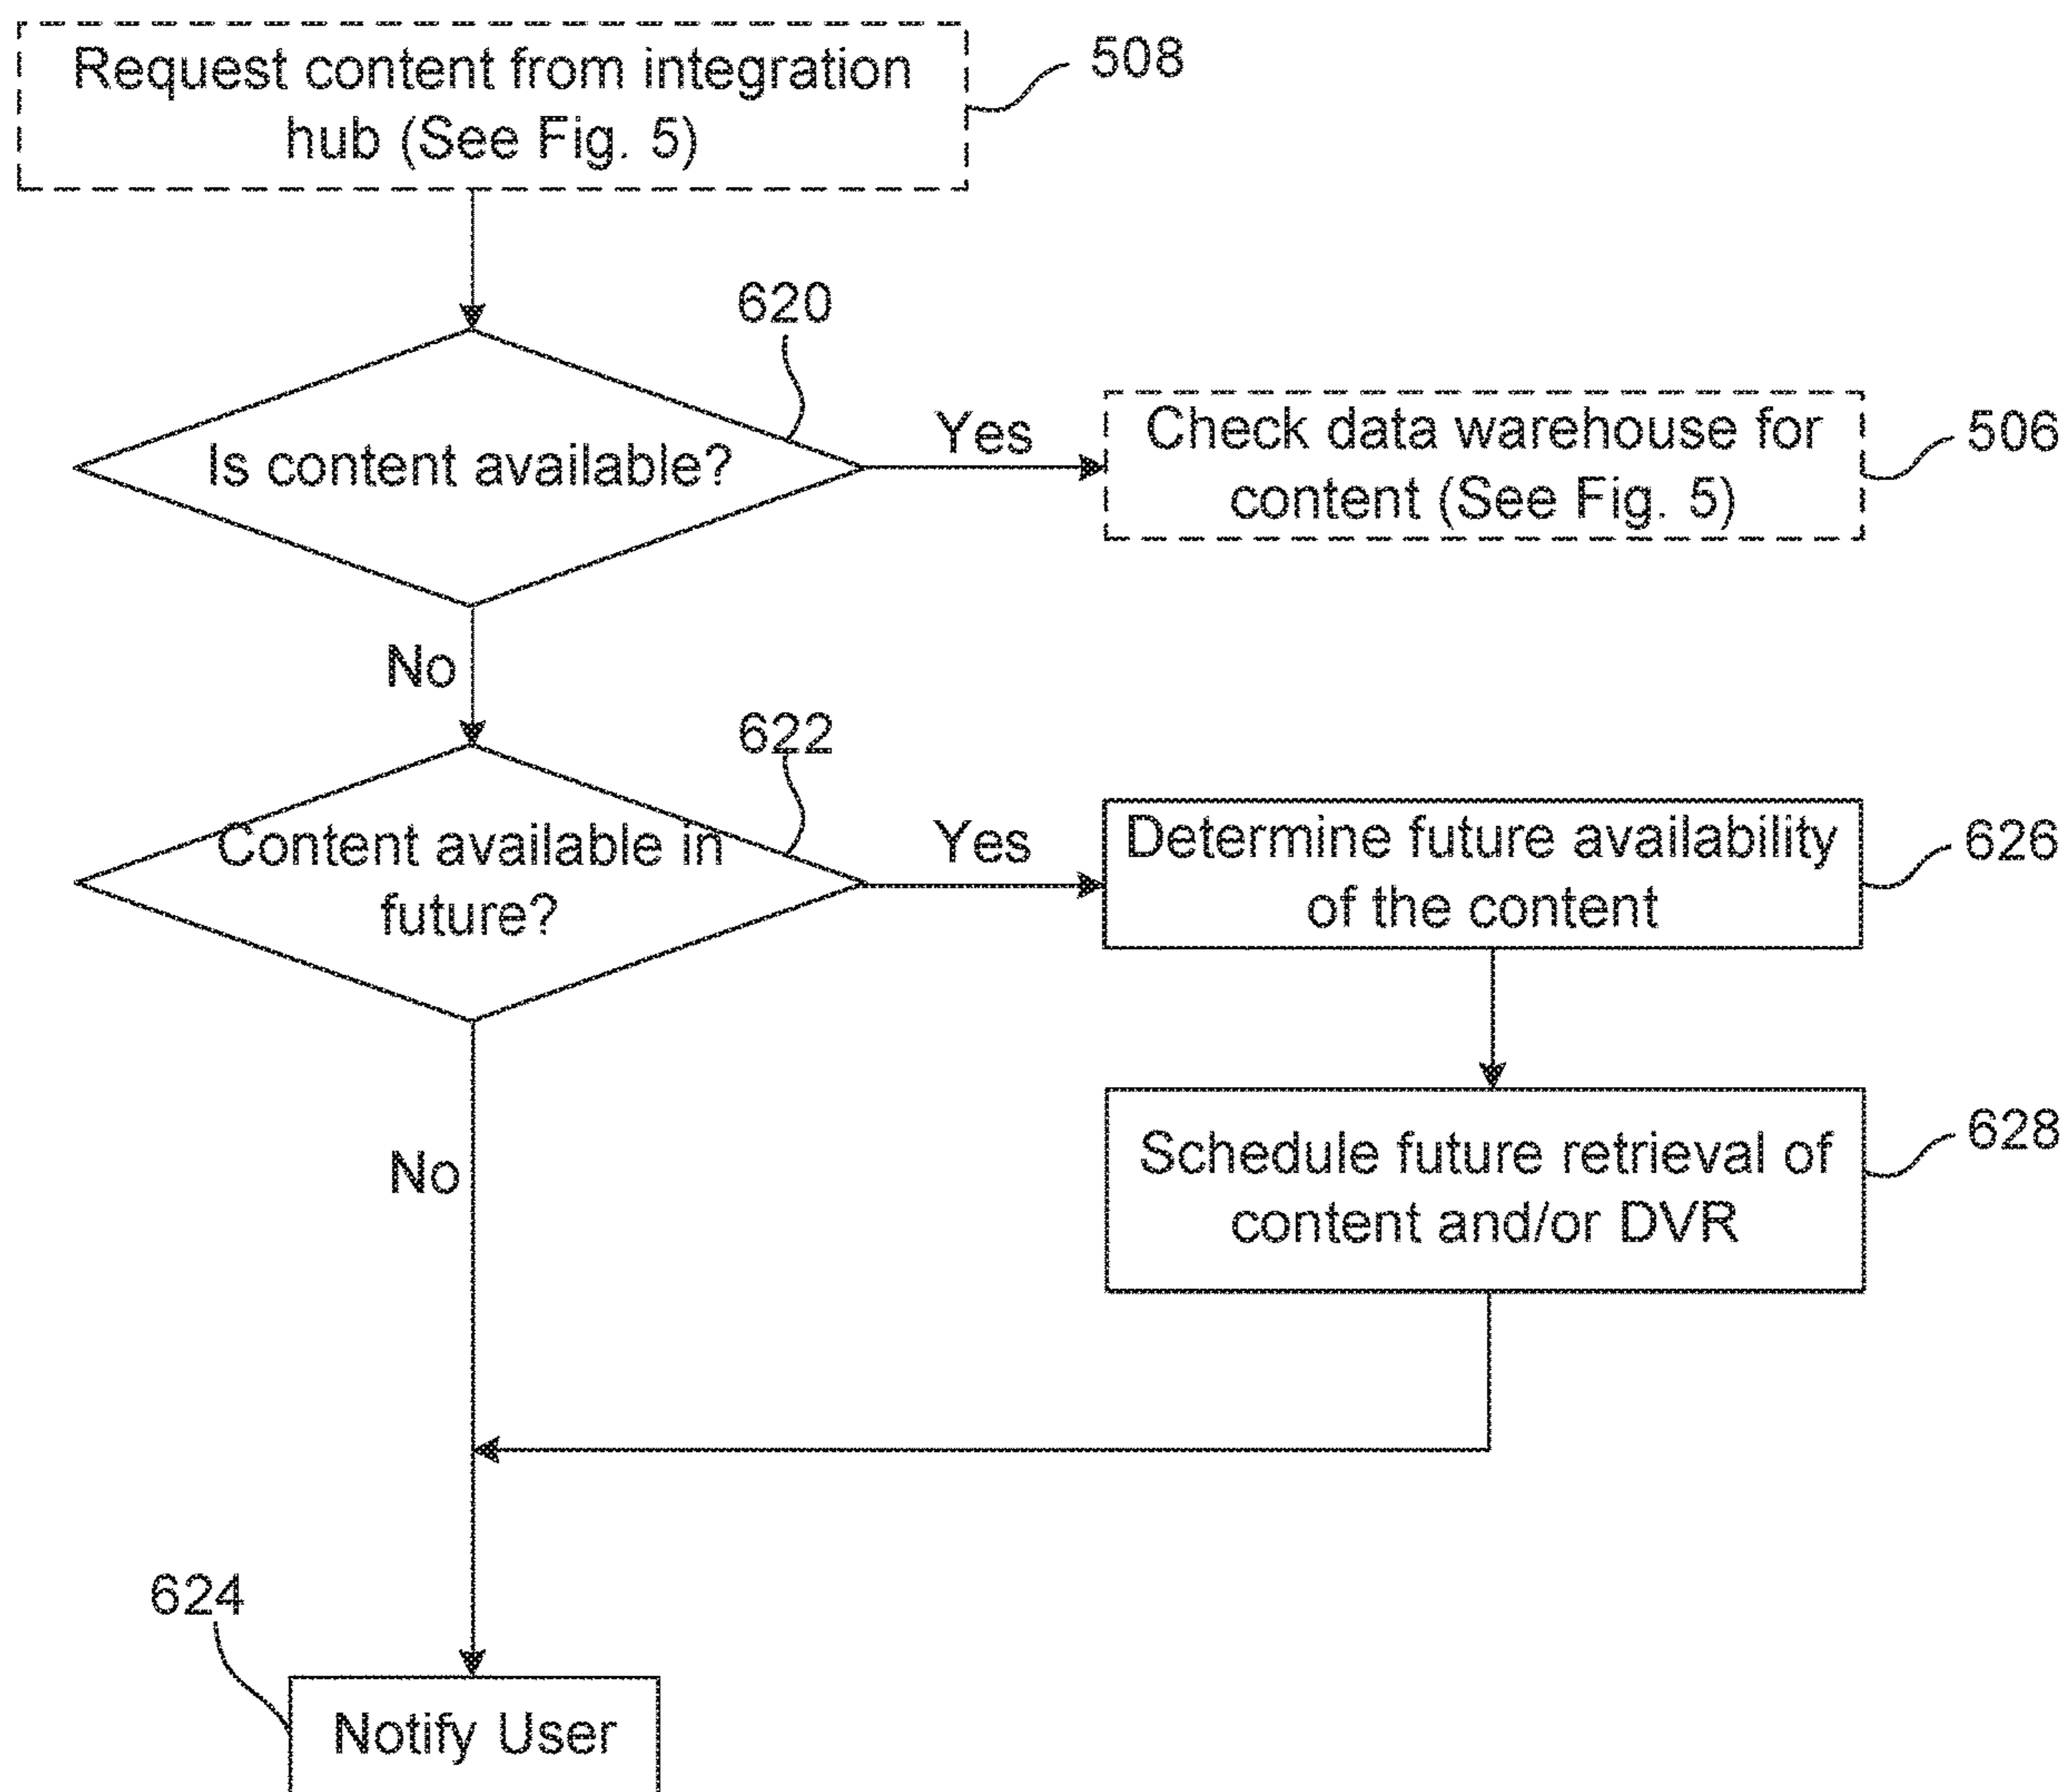 Request content from integration
hub (See Fig. 5)
508
620
Is content available?
Yes
Check data warehouse for
content (See Fig. 5)
506
No
622
Content available in
future?
Yes
Determine future availability
of the content
626
No
Schedule future retrieval of
content and/or DVR
628
624
Notify User